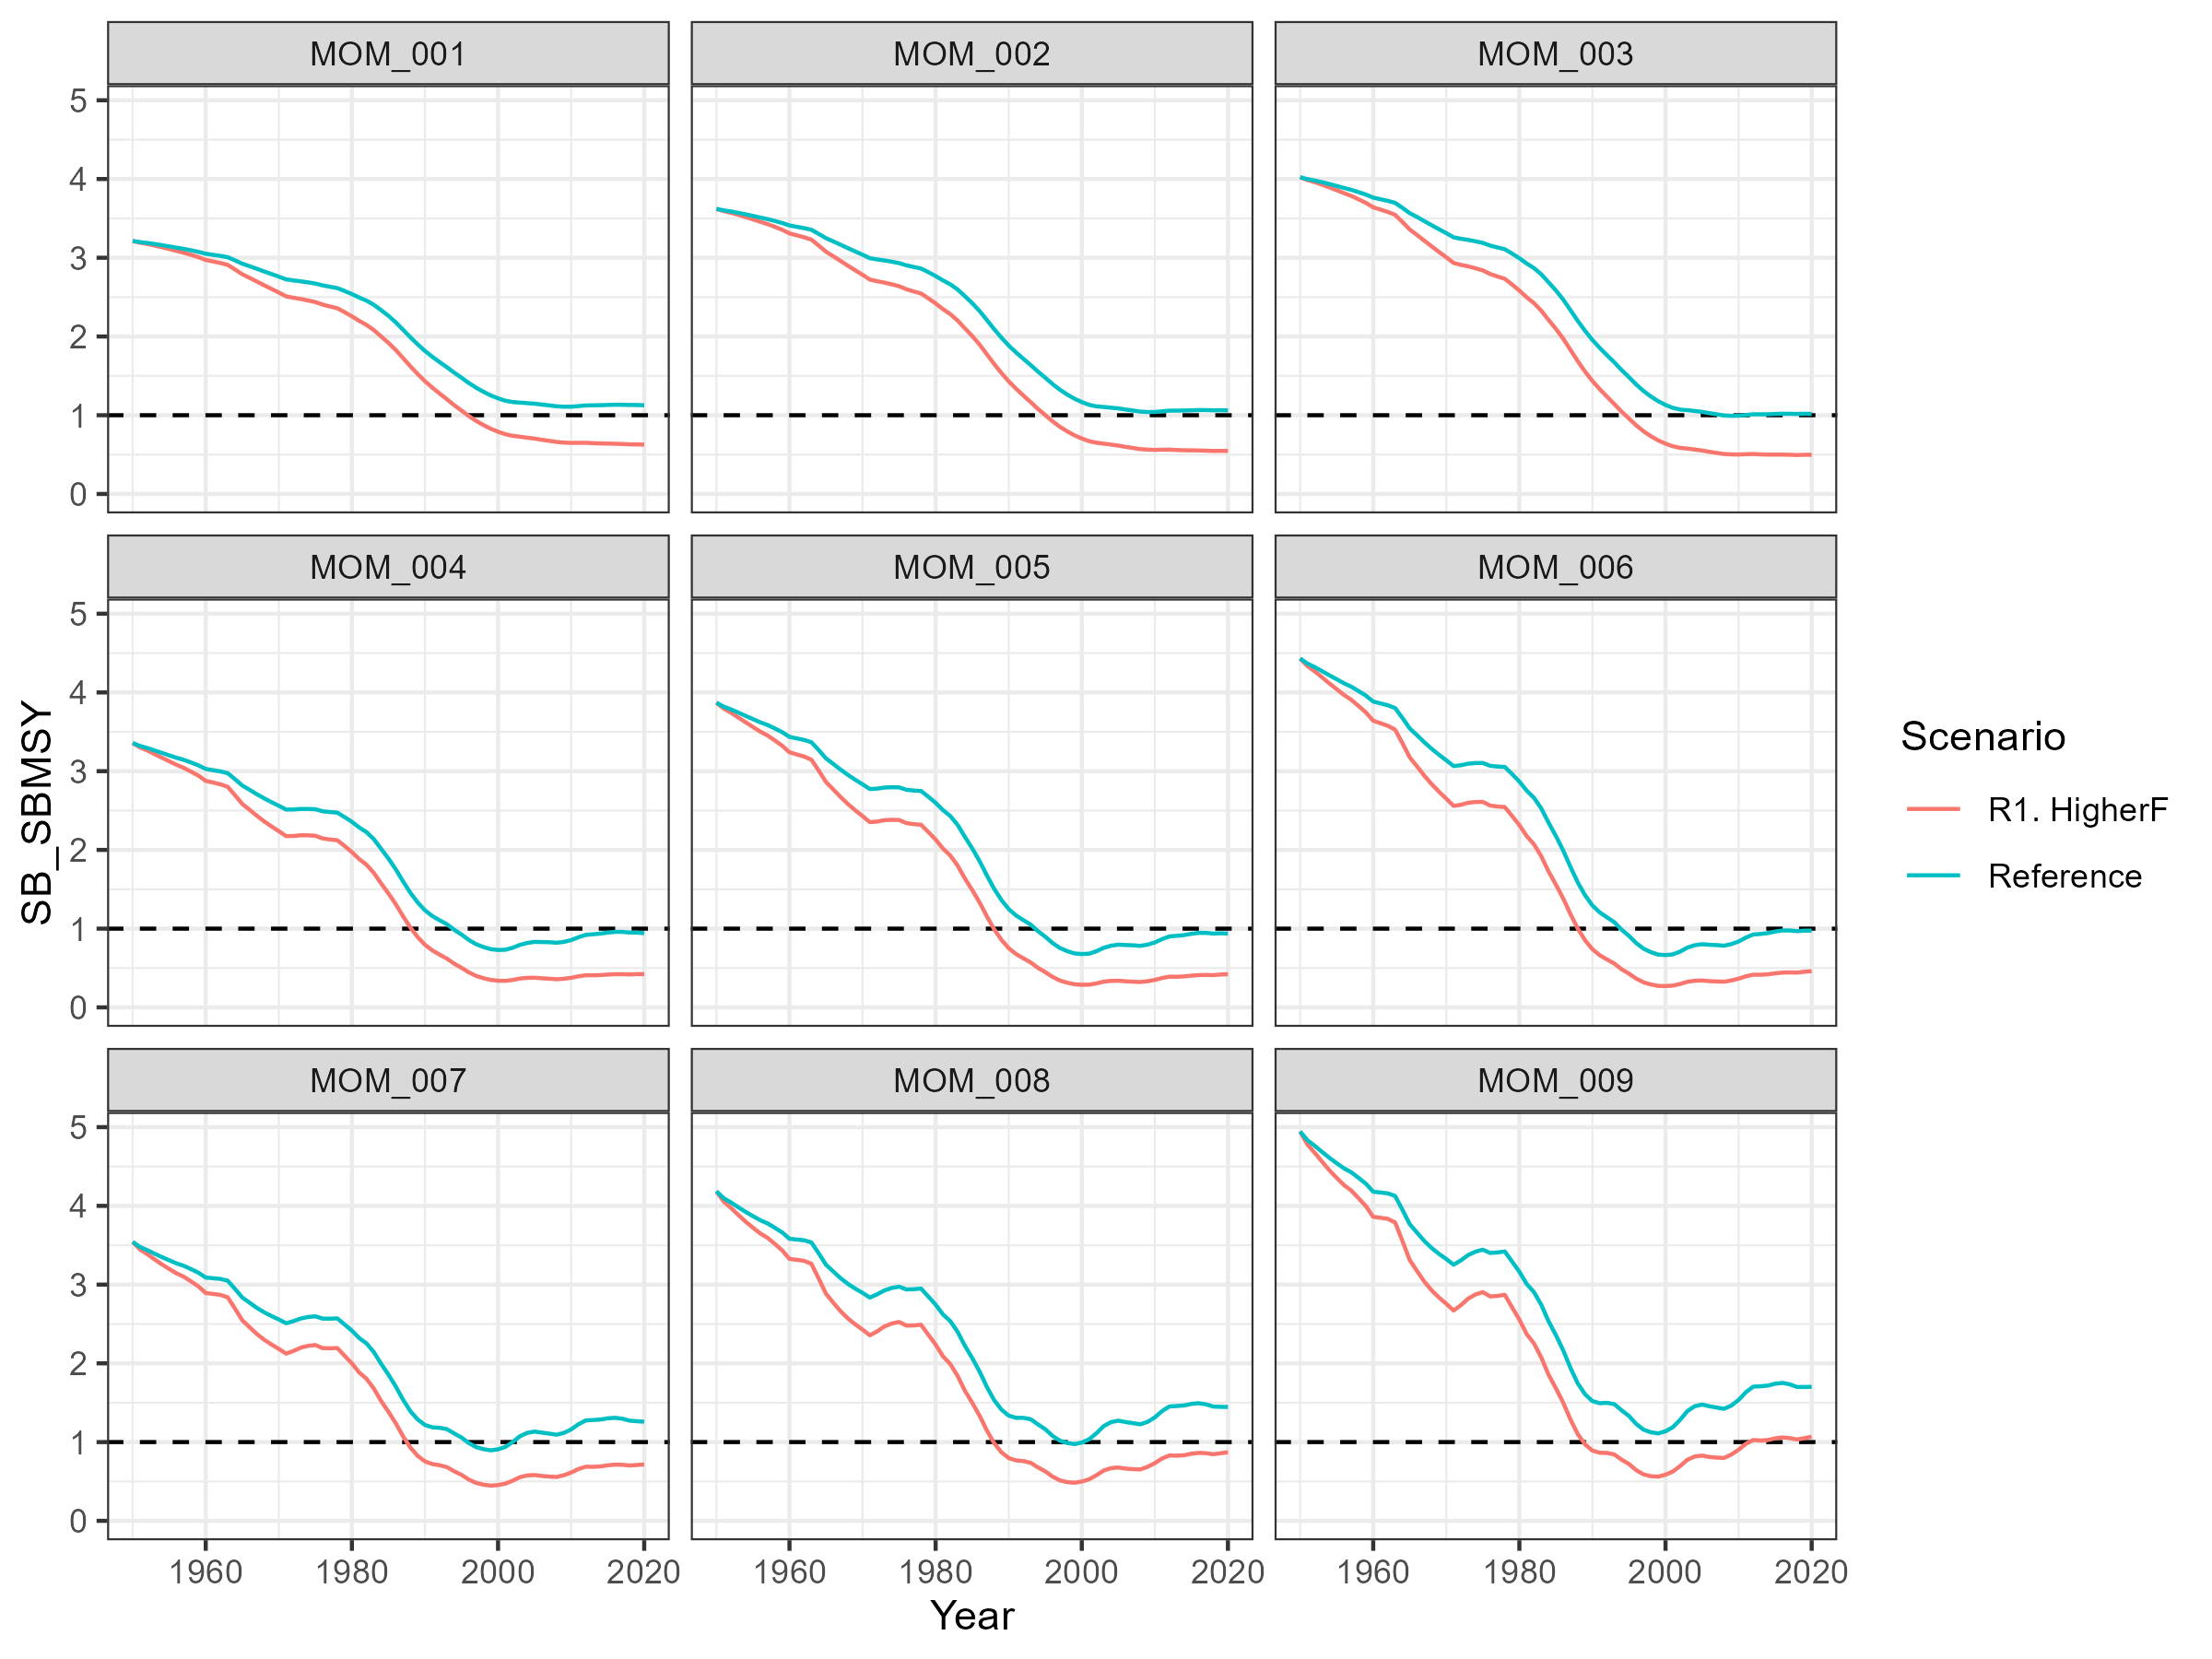 MOM_001 MOM_002 MOM_003
5
4
3
2
1
0
MOM_004 MOM_005 MOM_006
5
4
3
2
1
0
MOM_007 MOM_008 MOM_009
5
4
3
2
1
0
1960 1980 2000 2020 1960 1980 2000 2020 1960 1980 2000 2020
Year
SB_SBMSY
Scenario
R1. HigherF
Reference